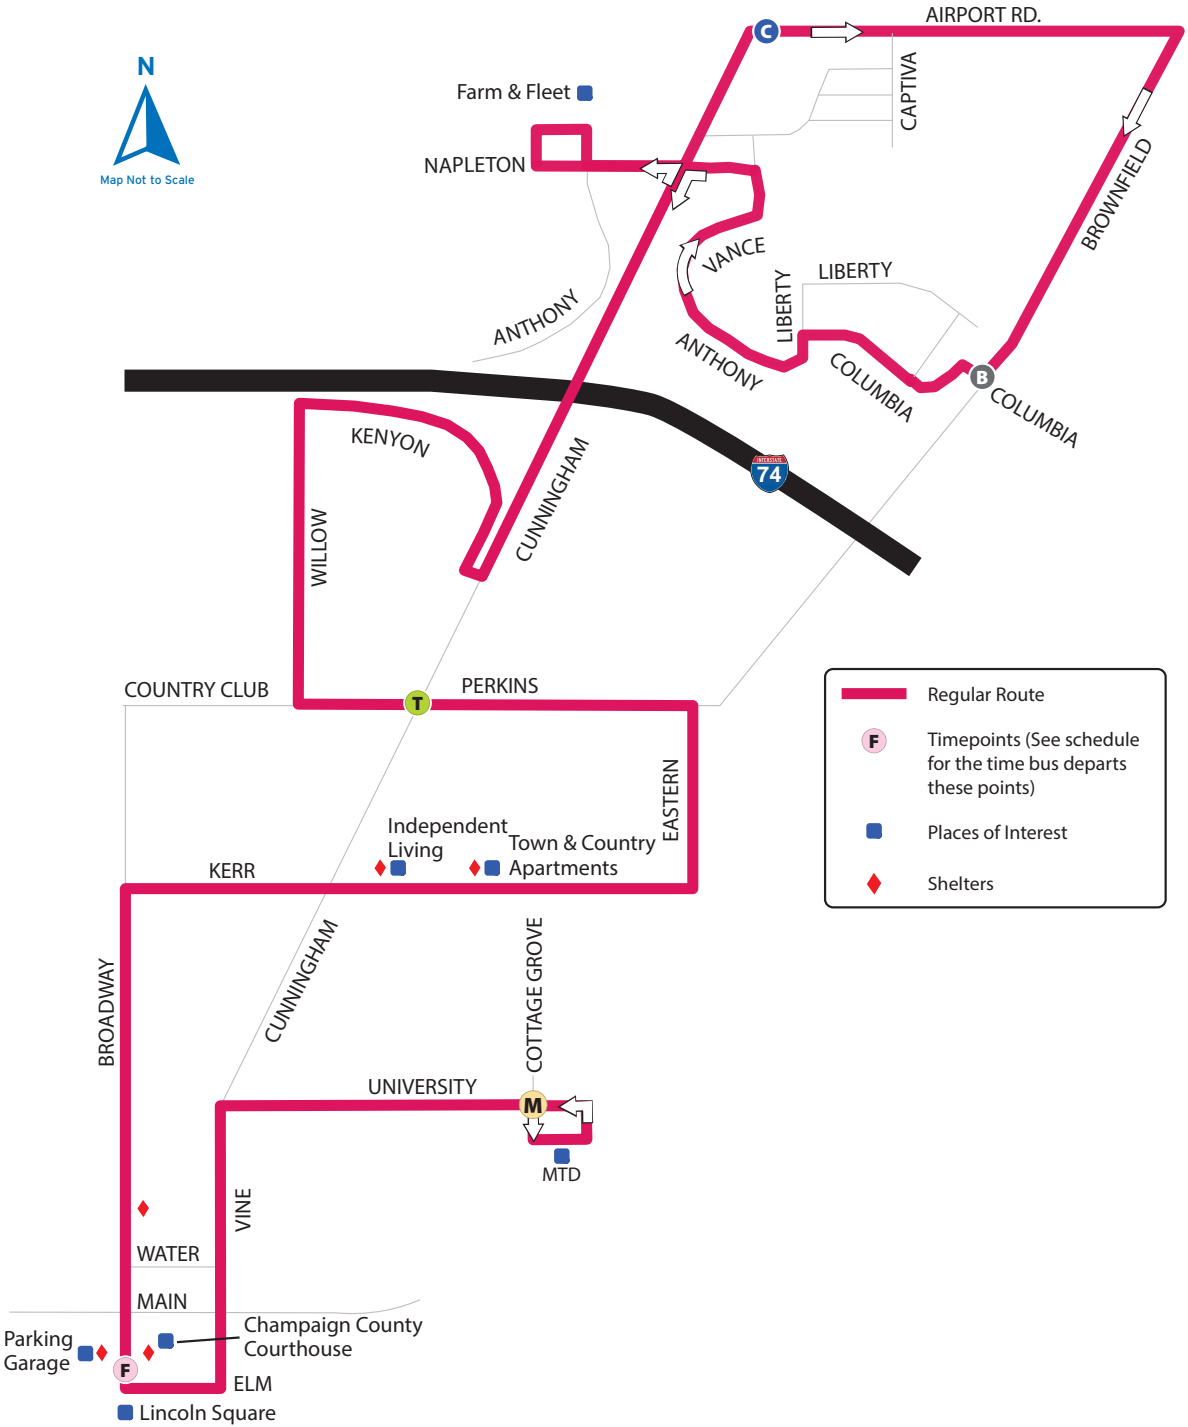 AIRPORT RD.
C
N
Map Not to Scale
Farm & Fleet
CAPTIVA
NAPLETON
BROWNFIELD
VANCE
LIBERTY
LIBERTY
ANTHONY
ANTHONY
COLUMBIA
B
COLUMBIA
KENYON
CUNNINGHAM
INTERSTATE
74
WILLOW
COUNTRY CLUB
T
PERKINS
Regular Route
F
Timepoints (See schedule
for the time bus departs
these points)
Places of Interest
Shelters
EASTERN
Independent
Living
Town & Country
Apartments
KERR
COTTAGE GROVE
CUNNINGHAM
BROADWAY
UNIVERSITY
M
MTD
VINE
WATER
MAIN
Champaign County
Courthouse
Parking
Garage
F
ELM
Lincoln Square